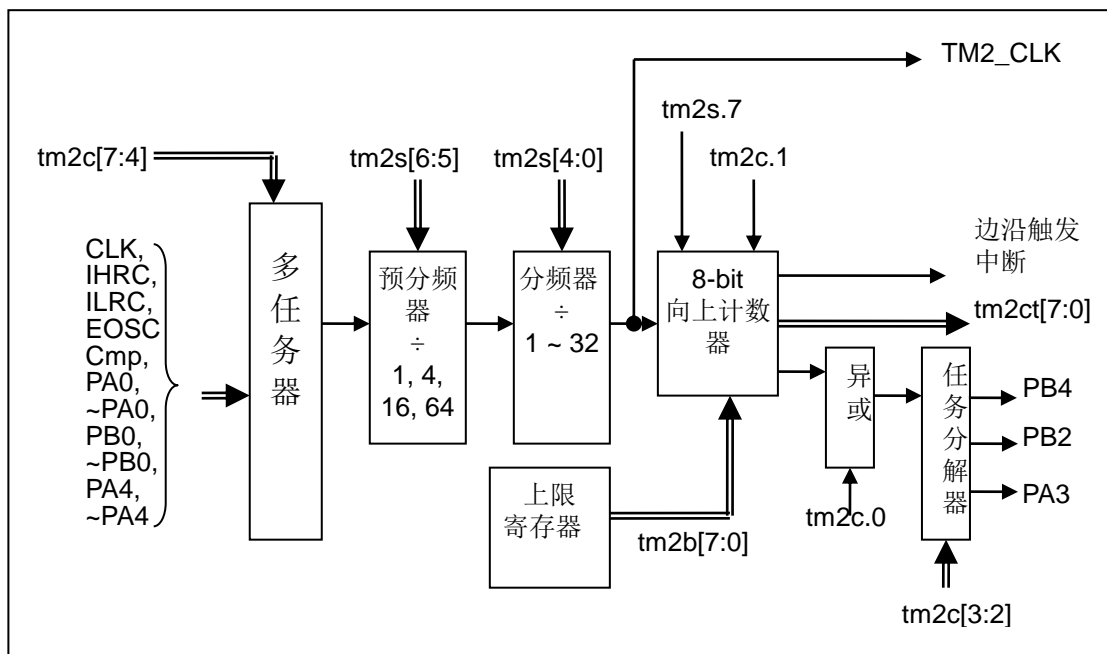 TM2_CLK
tm2s.7
tm2c[7:4]
tm2s[6:5]
tm2s[4:0]
tm2c.1
CLK,
IHRC,
ILRC,
EOSC
Cmp,
PA0,
~PA0,
PB0,
~PB0,
PA4,
~PA4
多
任
务
器
预分频
器
÷
1, 4,
16, 64
分频器
÷
1 ~ 32
8-bit
向上计数
器
边沿触发
中断
tm2ct[7:0]
异
或
任
务
分
解
器
PB4
PB2
PA3
上限
寄存器
tm2b[7:0]
tm2c.0
tm2c[3:2]